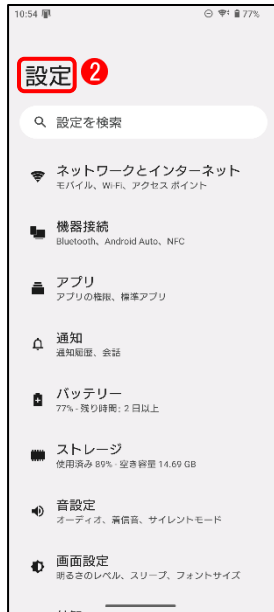 10:54 77%
設定 2
設定を検索
ネットワークとインターネット
モバイル、Wi-Fi、アクセス ポイント
機器接続
Bluetooth、Android Auto、NFC
アプリ
アプリの権限、標準アプリ
通知
通知履歴、会話
バッテリー
77% - 残り時間: 2 日以上
ストレージ
使用済み 89% - 空き容量 14.69 GB
音設定
オーディオ、着信音、サイレントモード
画面設定
明るさのレベル、スリープ、フォントサイズ